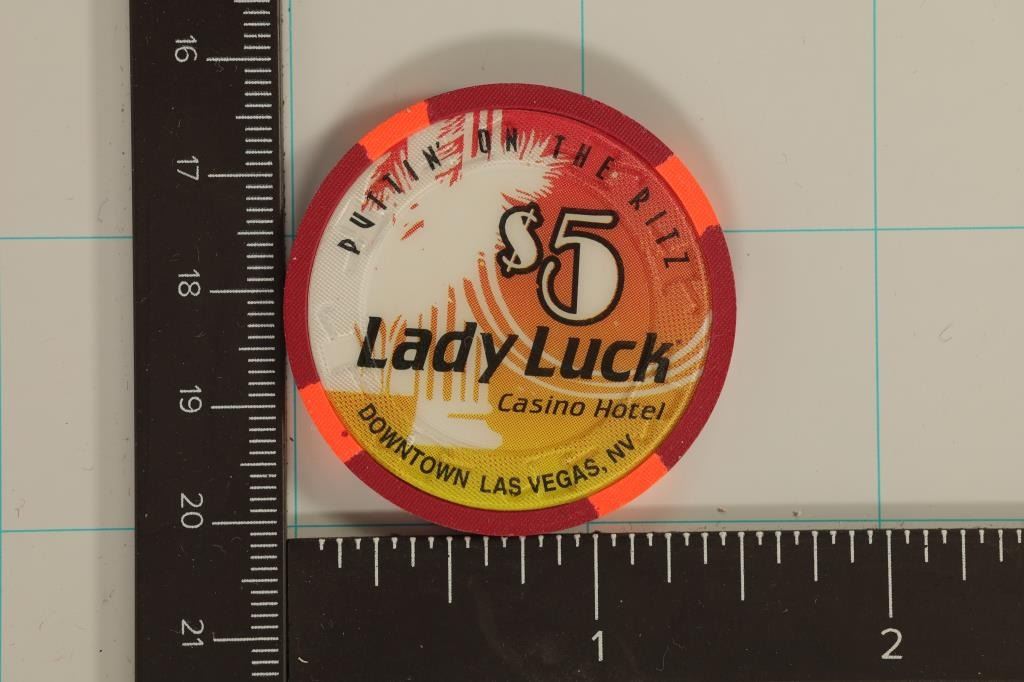 PUTTIN' ON THE RITZ
$5
Lady Luck
Casino Hotel
DOWNTOWN LAS VEGAS, NV
16
17
18
19
20
21
1
2